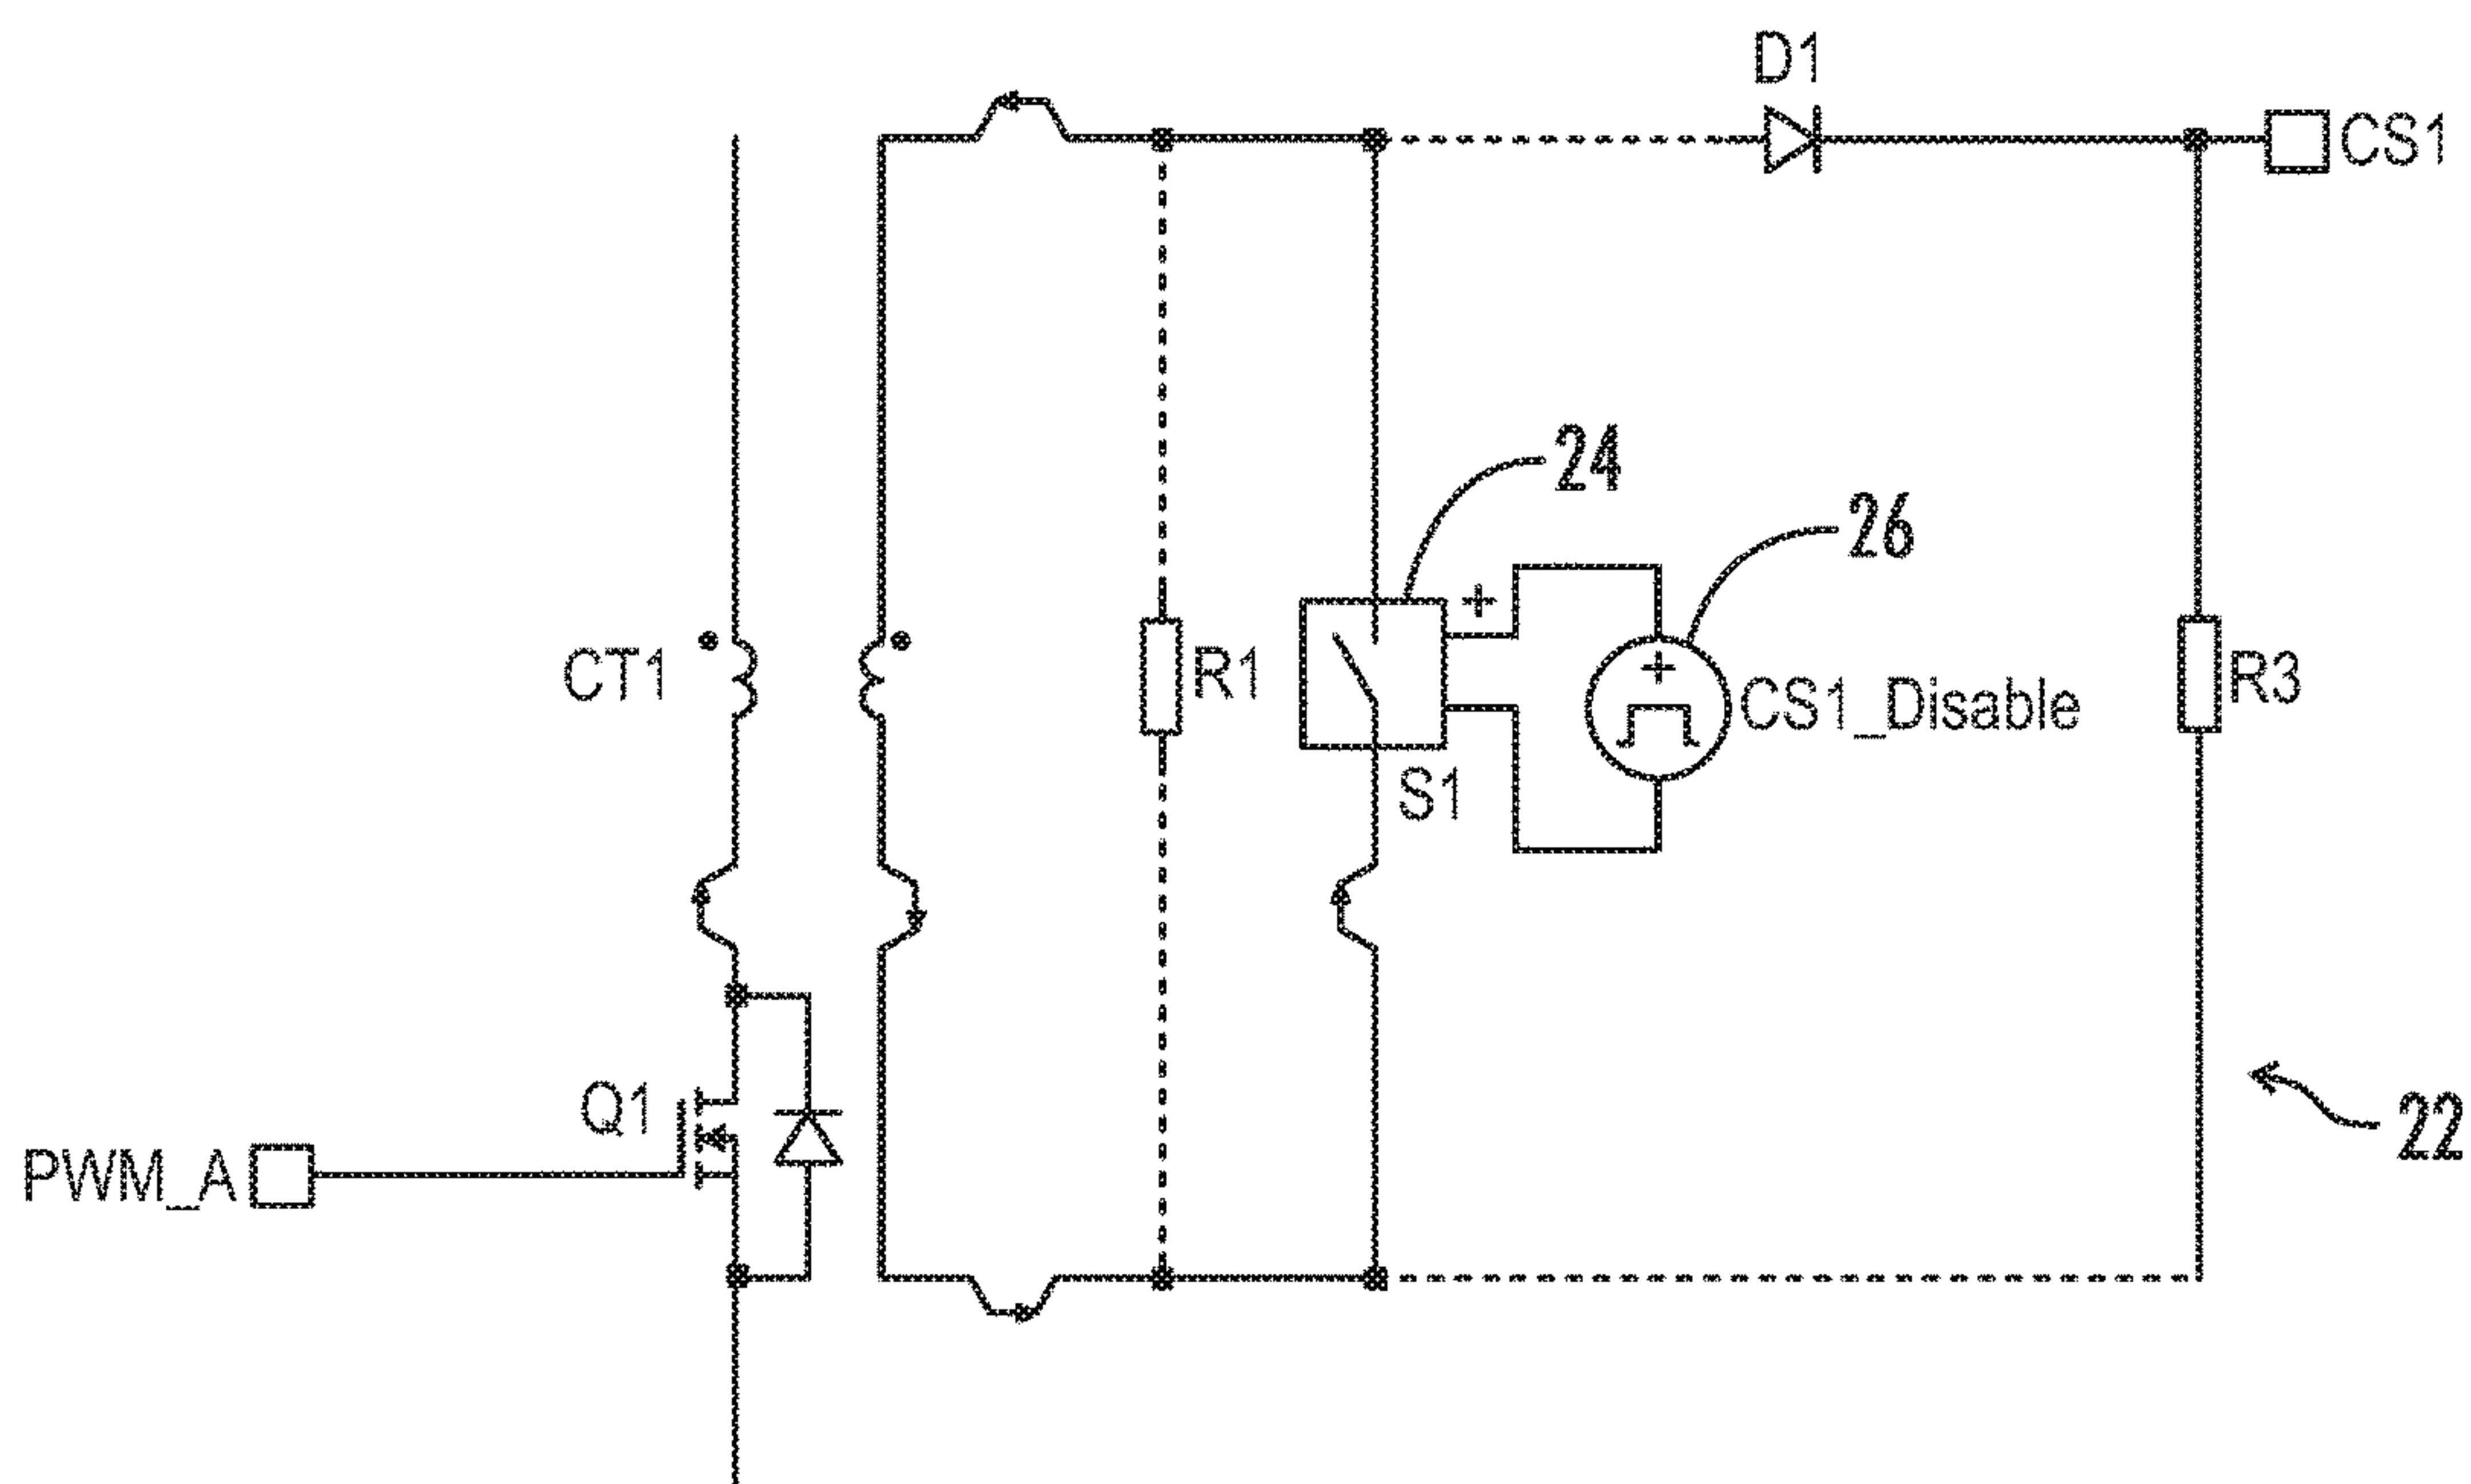 D1
CS1
24
26
+
CT1
R1
+
CS1_Disable
R3
S1
Q1
PWM_A
22